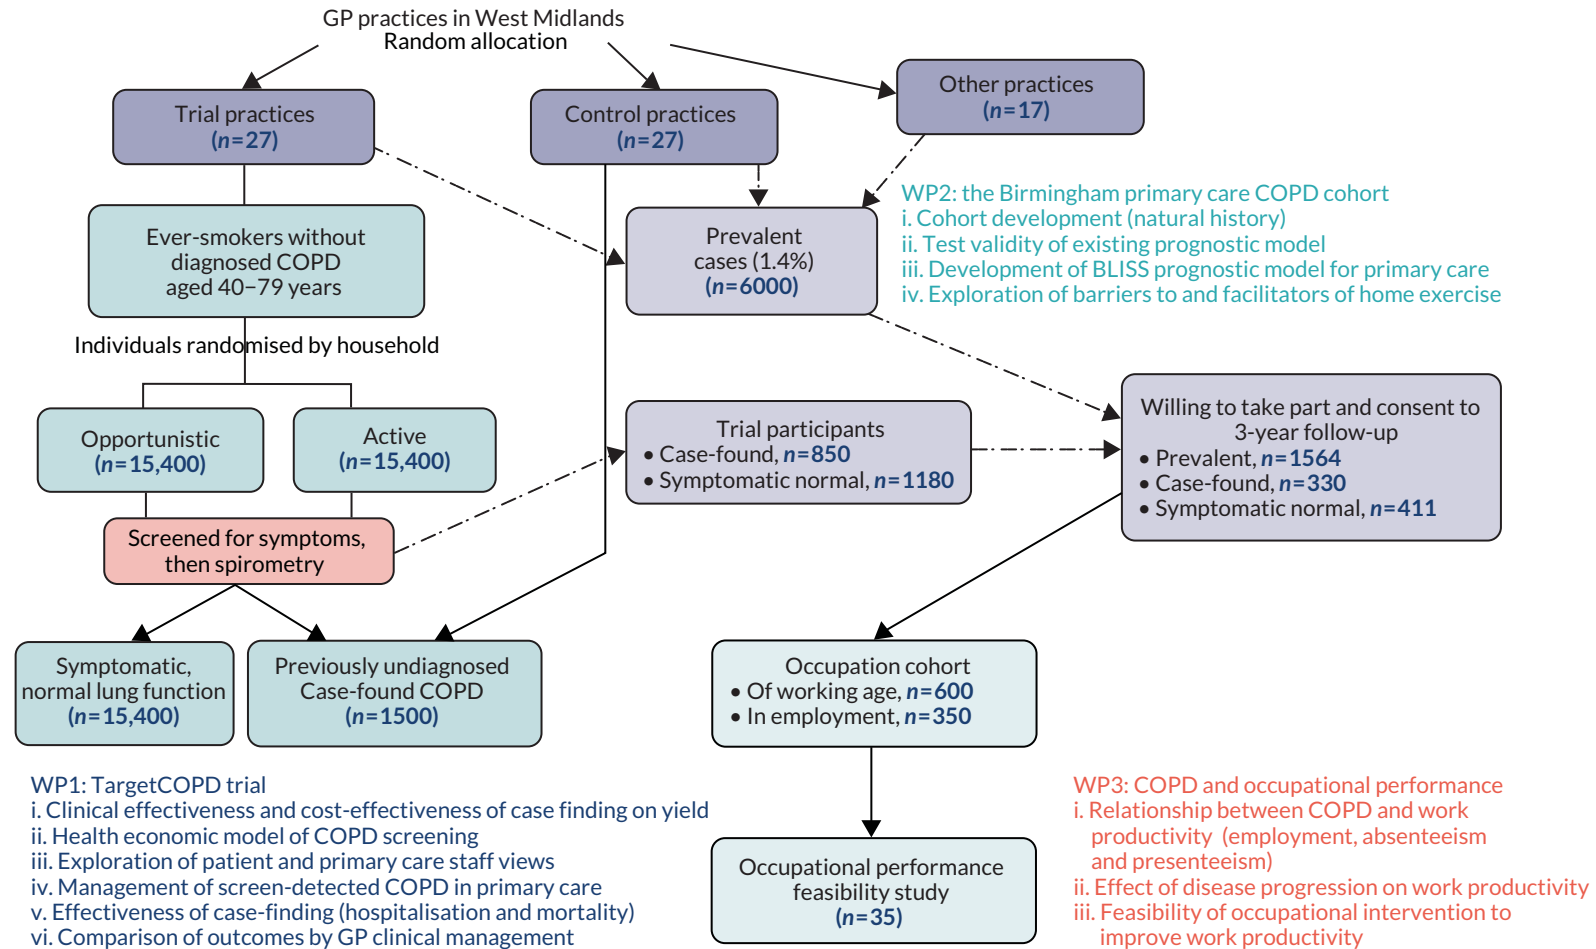 GP practices in West Midlands
Random allocation
Trial practices
(n=27)
Control practices
(n=27)
Other practices
(n=17)
Ever-smokers without
diagnosed COPD
aged 40–79 years
Prevalent
cases (1.4%)
(n=6000)
WP2: the Birmingham primary care COPD cohort
i. Cohort development (natural history)
ii. Test validity of existing prognostic model
iii. Development of BLISS prognostic model for primary care
iv. Exploration of barriers to and facilitators of home exercise
Individuals randomised by household
Opportunistic
(n=15,400)
Active
(n=15,400)
Trial participants
• Case-found, n=850
• Symptomatic normal, n=1180
Willing to take part and consent to
3-year follow-up
• Prevalent, n=1564
• Case-found, n=330
• Symptomatic normal, n=411
Screened for symptoms,
then spirometry
Symptomatic,
normal lung function
(n=15,400)
Previously undiagnosed
Case-found COPD
(n=1500)
Occupation cohort
• Of working age, n=600
• In employment, n=350
WP1: TargetCOPD trial
i. Clinical effectiveness and cost-effectiveness of case finding on yield
ii. Health economic model of COPD screening
iii. Exploration of patient and primary care staff views
iv. Management of screen-detected COPD in primary care
v. Effectiveness of case-finding (hospitalisation and mortality)
vi. Comparison of outcomes by GP clinical management
Occupational performance
feasibility study
(n=35)
WP3: COPD and occupational performance
i. Relationship between COPD and work
productivity (employment, absenteeism
and presenteeism)
ii. Effect of disease progression on work productivity
iii. Feasibility of occupational intervention to
improve work productivity